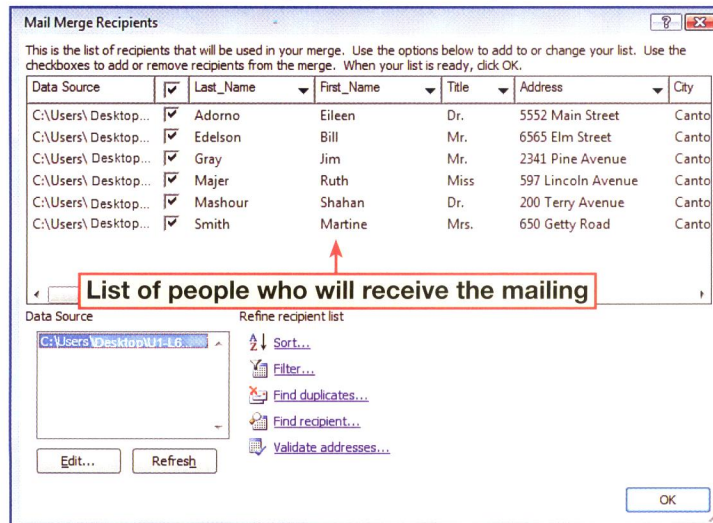 Mail Merge Recipients
This is the list of recipients that will be used in your merge. Use the options below to add to or change your list. Use the
checkboxes to add or remove recipients from the merge. When your list is ready, click OK.
Data Source Last_Name First_Name Title Address City
C:\Users\ Desktop... Adorno Eileen Dr. 5552 Main Street Canto
C:\Users\ Desktop... Edelson Bill Mr. 6565 Elm Street Canto
C:\Users\ Desktop... Gray Jim Mr. 2341 Pine Avenue Canto
C:\Users\ Desktop... Majer Ruth Miss 597 Lincoln Avenue Canto
C:\Users\ Desktop... Mashour Shahan Dr. 200 Terry Avenue Canto
C:\Users\ Desktop... Smith Martine Mrs. 650 Getty Road Canto
List of people who will receive the mailing
Data Source Refine recipient list
C:\Users\Desktop\U1-L6... Sort...
Filter...
Find duplicates...
Find recipient...
Validate addresses...
Edit... Refresh
OK